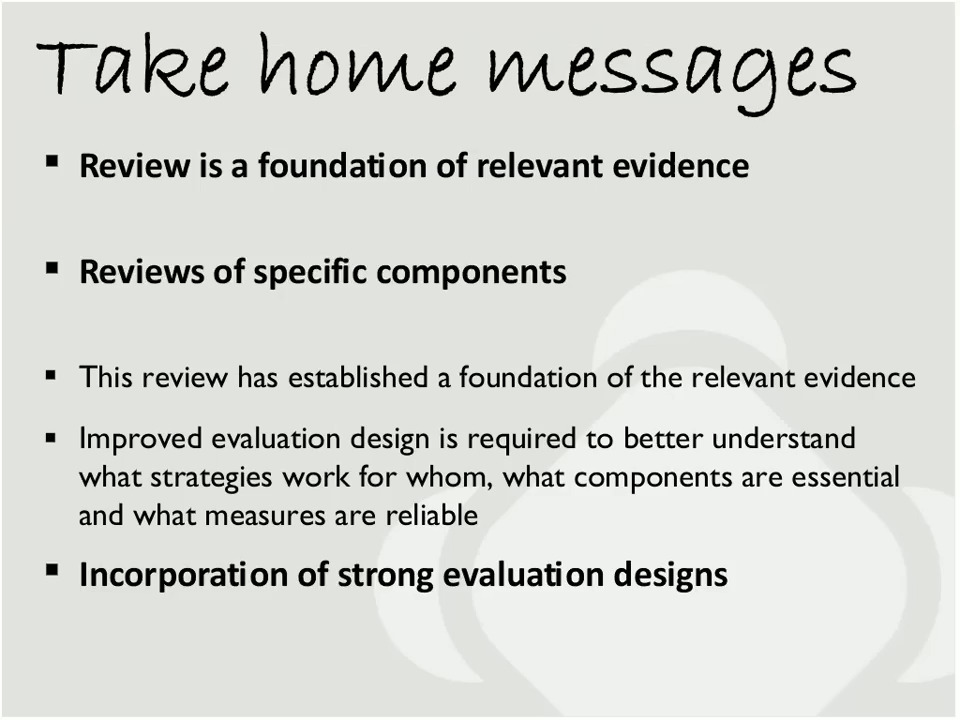 Take home messages
▪ Review is a foundation of relevant evidence
▪ Reviews of specific components
▪ This review has established a foundation of the relevant evidence
▪ Improved evaluation design is required to better understand
what strategies work for whom, what components are essential
and what measures are reliable
▪ Incorporation of strong evaluation designs